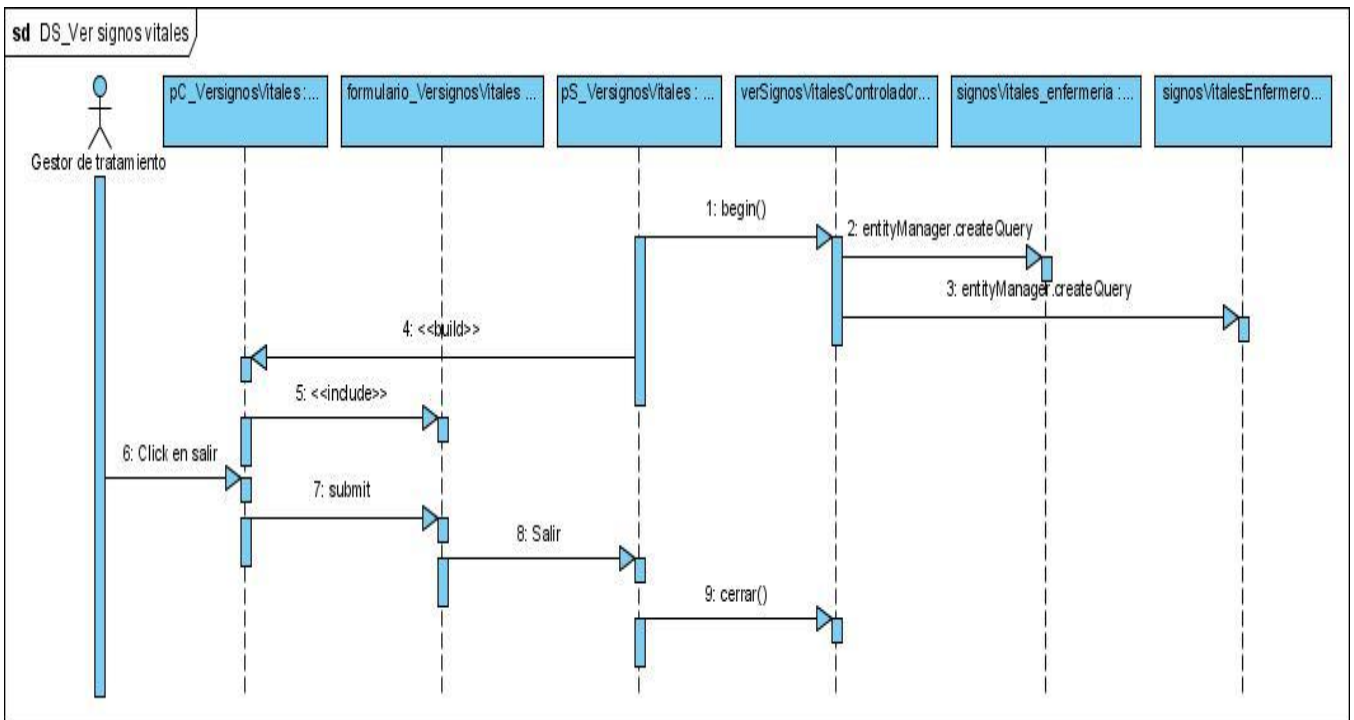 sd DS_Ver signos vitales
Gestor de tratamiento
pC_VersignosVitales :...
formulario_VersignosVitales ...
pS_VersignosVitales : ...
verSignosVitalesControlador...
signosVitales_enfermeria :...
signosVitalesEnfermero...
1: begin()
2: entityManager.createQuery
3: entityManager.createQuery
4: <<build>>
5: <<include>>
6: Click en salir
7: submit
8: Salir
9: cerrar()